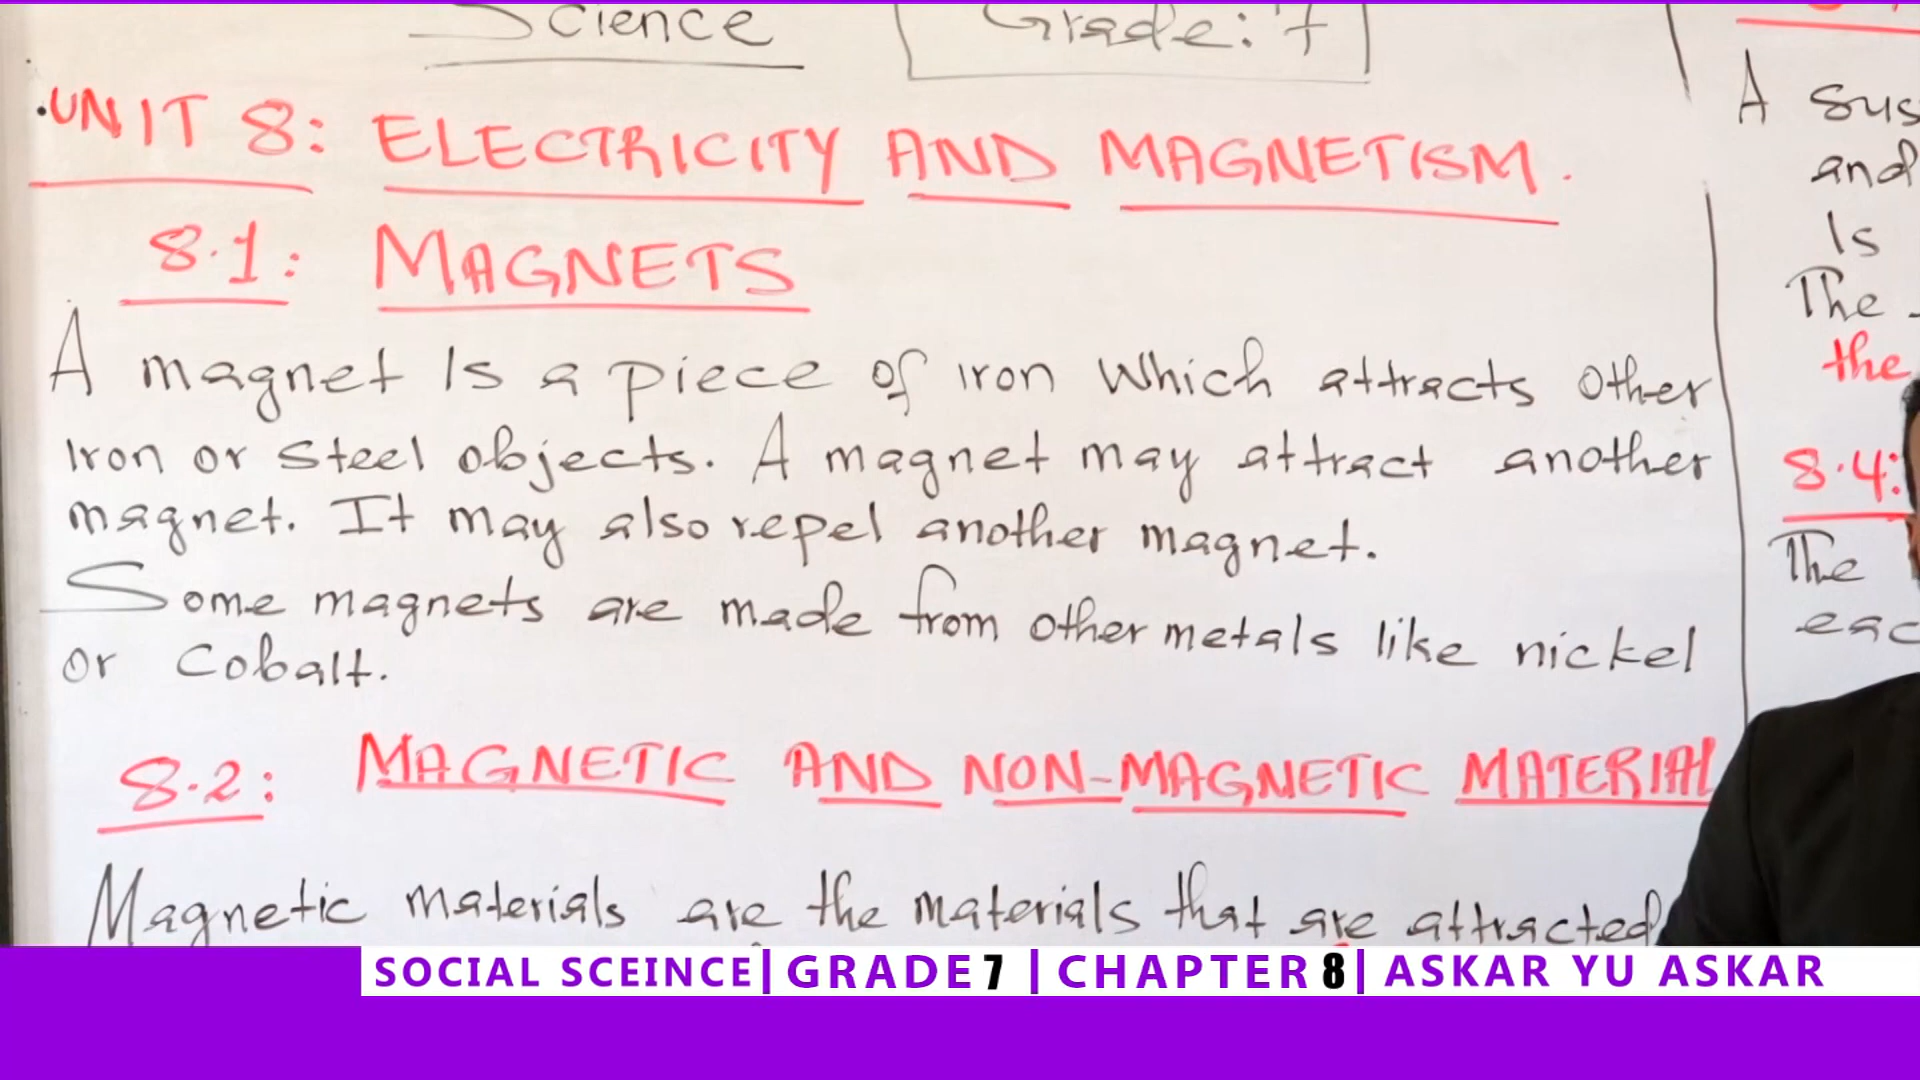 Science
Grade: 7
UNIT 8: ELECTRICITY AND MAGNETISM.
8.1: MAGNETS
A magnet Is a piece of iron which attracts other
Iron or steel objects. A magnet may attract another
magnet. It may also repel another magnet.
Some magnets are made from other metals like nickel
or Cobalt.
8.2: MAGNETIC AND NON-MAGNETIC MATERIAL
Magnetic materials are the materials that are attracted
A
and
Is
The
the
8.4:
The
SOCIAL SCEINCE| GRADE 7 | CHAPTER 8| ASKAR YU ASKAR